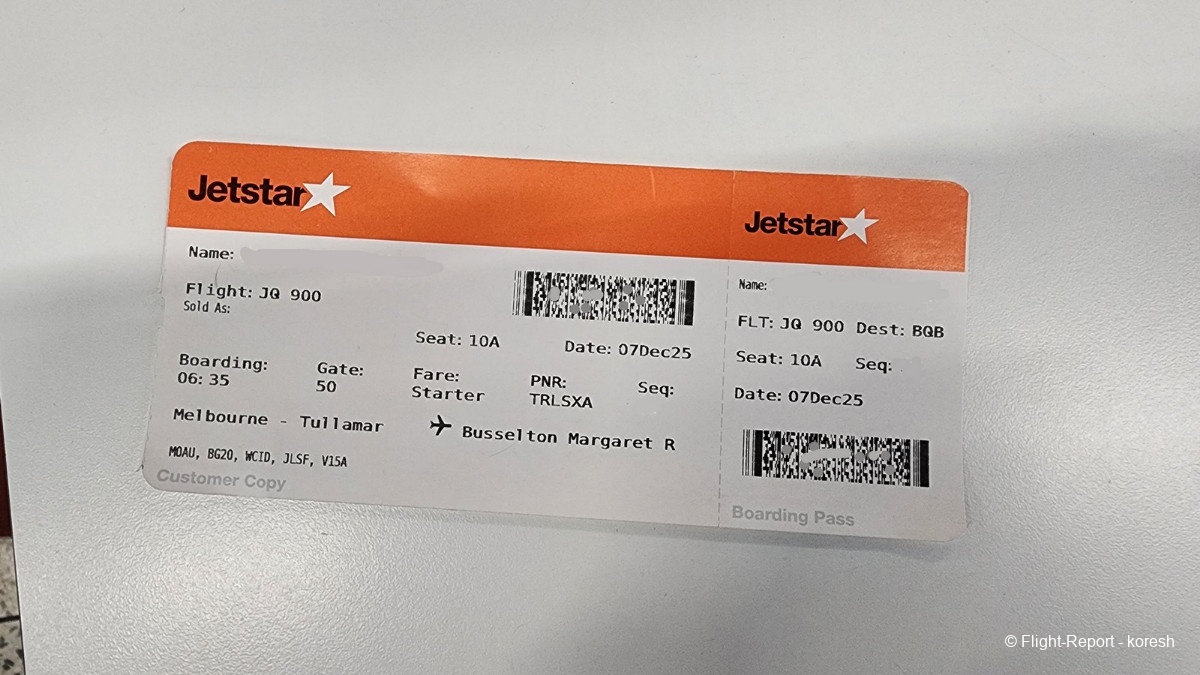 Jetstar
Name:
Flight: JQ 900
Sold As:
Seat: 10A Date: 07Dec25
Boarding: Gate: Fare: PNR: Seq:
06:35 50 Starter TRLSXA
Melbourne - Tullamar Busselton Margaret R
MOAU, BG20, WCID, JLSF, V15A
Customer Copy
Jetstar
Name:
FLT: JQ 900 Dest: BQB
Seat: 10A Seq:
Date: 07Dec25
Boarding Pass
© Flight-Report - koresh